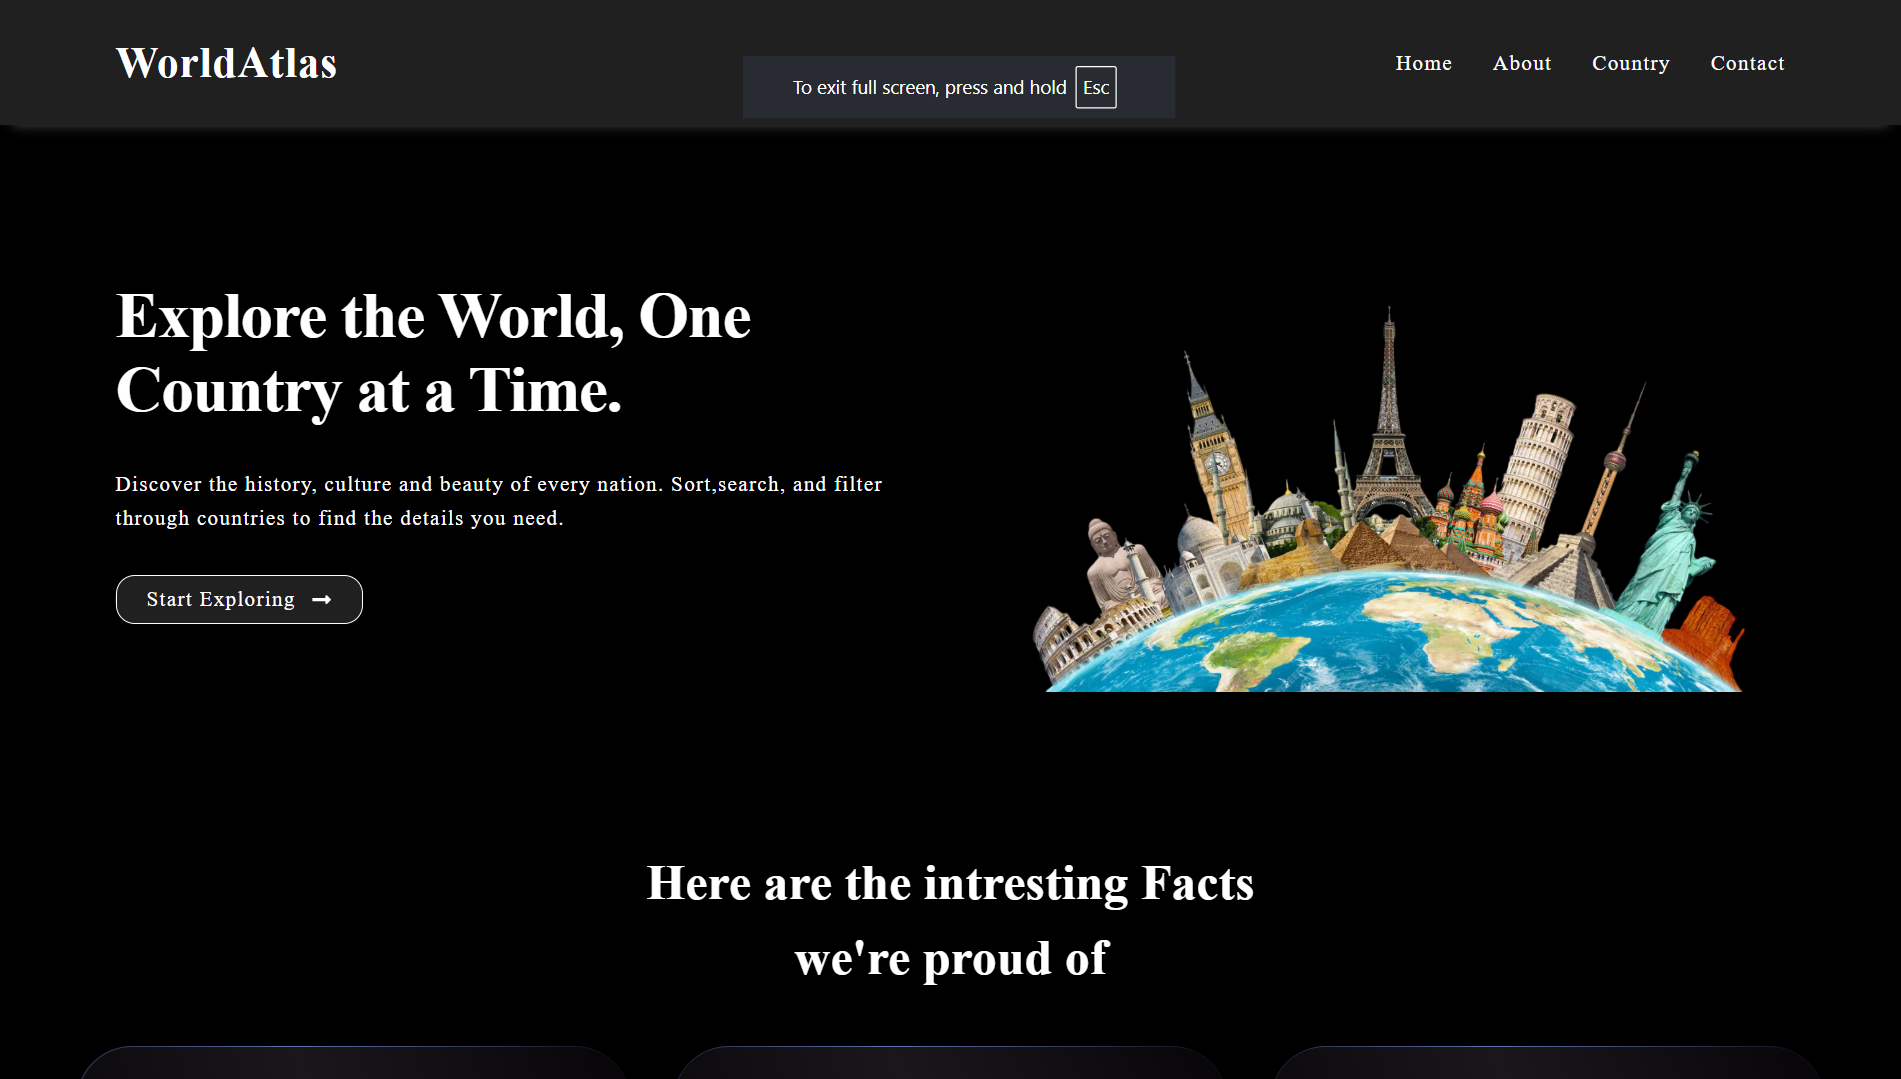 WorldAtlas
To exit full screen, press and hold Esc
Home About Country Contact
Explore the World, One
Country at a Time.
Discover the history, culture and beauty of every nation. Sort,search, and filter
through countries to find the details you need.
Start Exploring
Here are the intresting Facts
we're proud of